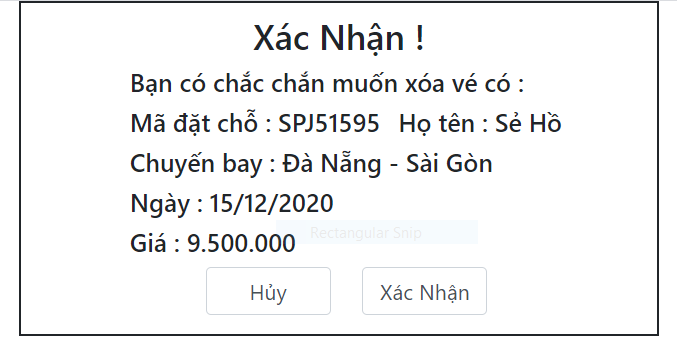 Xác Nhận !
Bạn có chắc chắn muốn xóa vé có :
Mã đặt chỗ : SPJ51595 Họ tên : Sẻ Hồ
Chuyến bay : Đà Nẵng - Sài Gòn
Ngày : 15/12/2020
Rectangular Snip
Giá : 9.500.000
Hủy Xác Nhận